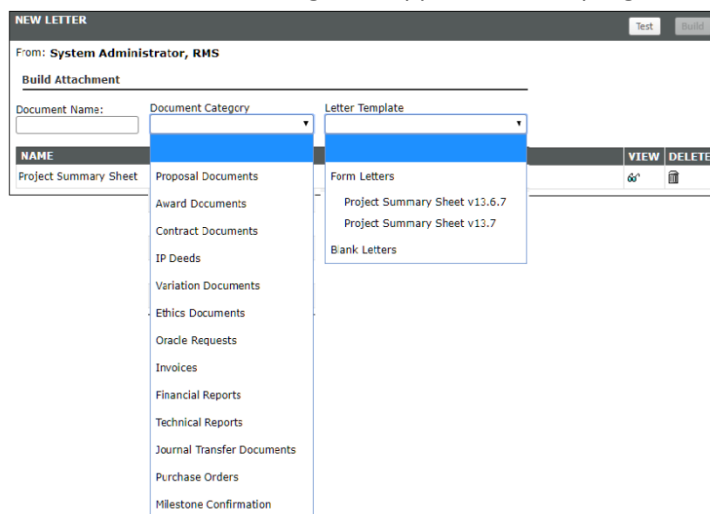 NEW LETTER
Test
Build
From: System Administrator, RMS
Build Attachment
Document Name:
Document Category
Letter Template
NAME
VIEW
DELETE
Project Summary Sheet
Proposal Documents
Award Documents
Contract Documents
IP Deeds
Variation Documents
Ethics Documents
Oracle Requests
Invoices
Financial Reports
Technical Reports
Journal Transfer Documents
Purchase Orders
Milestone Confirmation
Form Letters
Project Summary Sheet v13.6.7
Project Summary Sheet v13.7
Blank Letters